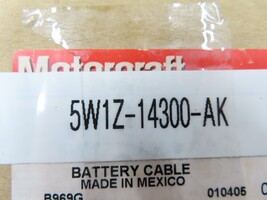 Motorcraft
5W1Z-14300-AK
BATTERY CABLE
MADE IN MEXICO
B969G 010405